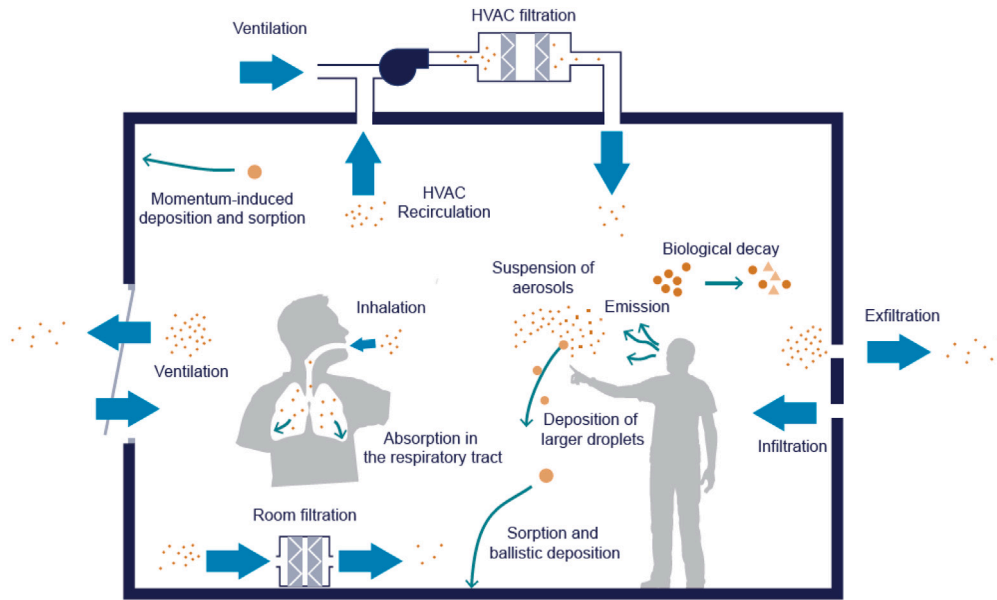 HVAC filtration
Ventilation
Momentum-induced
deposition and sorption
HVAC
Recirculation
Biological decay
Suspension of
aerosols
Emission
Inhalation
Exfiltration
Ventilation
Absorption in
the respiratory tract
Deposition of
larger droplets
Infiltration
Room filtration
Sorption and
ballistic deposition